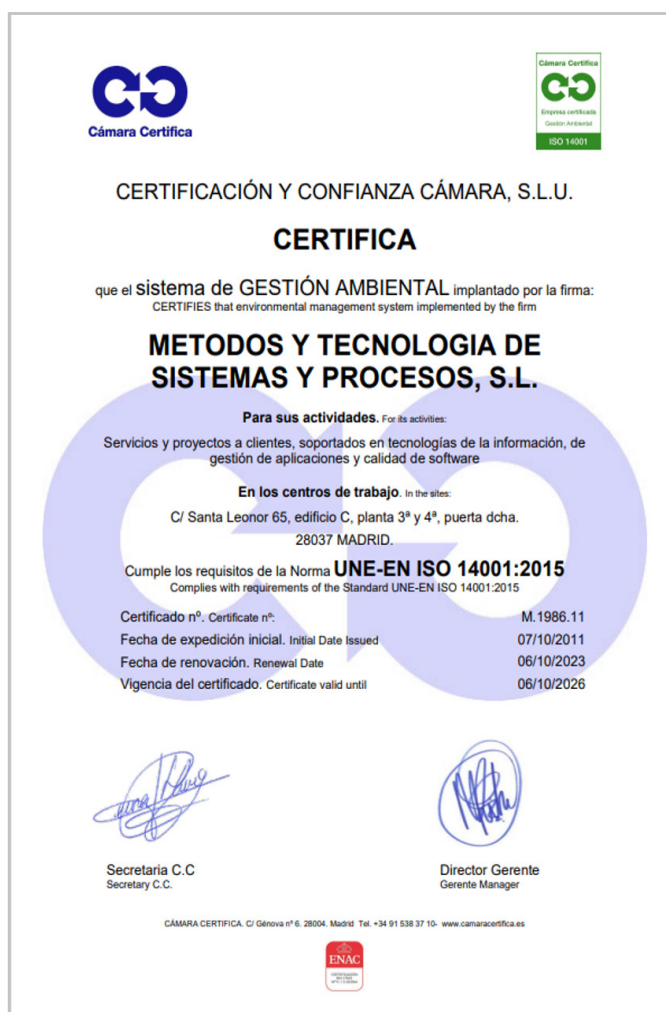 Cámara Certifica
Cámara Certifica
Empresa certificada
Gestión Ambiental
ISO 14001
CERTIFICACIÓN Y CONFIANZA CÁMARA, S.L.U.
CERTIFICA
que el sistema de GESTIÓN AMBIENTAL implantado por la firma:
CERTIFIES that environmental management system implemented by the firm
METODOS Y TECNOLOGIA DE
SISTEMAS Y PROCESOS, S.L.
Para sus actividades. For its activities:
Servicios y proyectos a clientes, soportados en tecnologías de la información, de
gestión de aplicaciones y calidad de software
En los centros de trabajo. In the sites:
C/ Santa Leonor 65, edificio C, planta 3ª y 4ª, puerta dcha.
28037 MADRID.
Cumple los requisitos de la Norma UNE-EN ISO 14001:2015
Complies with requirements of the Standard UNE-EN ISO 14001:2015
Certificado nº. Certificate nº: M.1986.11
Fecha de expedición inicial. Initial Date Issued 07/10/2011
Fecha de renovación. Renewal Date 06/10/2023
Vigencia del certificado. Certificate valid until 06/10/2026
Secretaria C.C Director Gerente
Secretary C.C. Gerente Manager
CÁMARA CERTIFICA. C/ Génova nº 6. 28004. Madrid Tel. +34 91 538 37 10- www.camaracertifica.es
ENAC